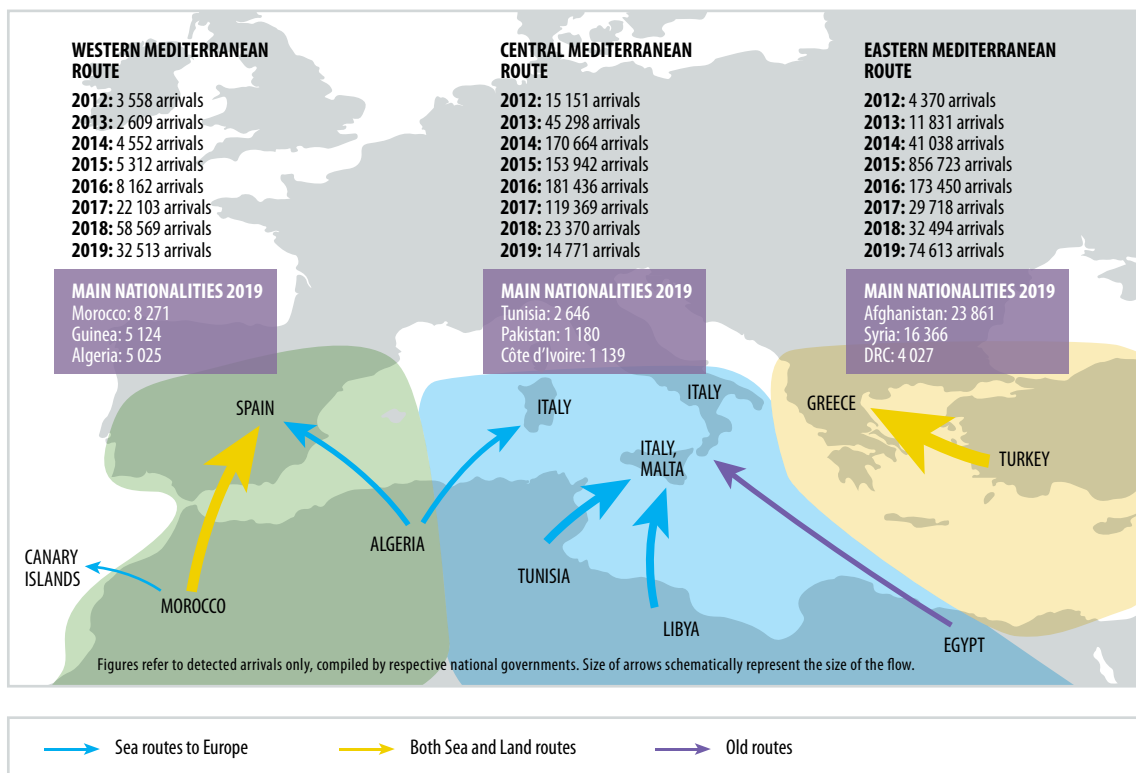 WESTERN MEDITERRANEAN
ROUTE
2012: 3 558 arrivals
2013: 2 609 arrivals
2014: 4 552 arrivals
2015: 5 312 arrivals
2016: 8 162 arrivals
2017: 22 103 arrivals
2018: 58 569 arrivals
2019: 32 513 arrivals
MAIN NATIONALITIES 2019
Morocco: 8 271
Guinea: 5 124
Algeria: 5 025
CENTRAL MEDITERRANEAN
ROUTE
2012: 15 151 arrivals
2013: 45 298 arrivals
2014: 170 664 arrivals
2015: 153 942 arrivals
2016: 181 436 arrivals
2017: 119 369 arrivals
2018: 23 370 arrivals
2019: 14 771 arrivals
MAIN NATIONALITIES 2019
Tunisia: 2 646
Pakistan: 1 180
Côte d'Ivoire: 1 139
EASTERN MEDITERRANEAN
ROUTE
2012: 4 370 arrivals
2013: 11 831 arrivals
2014: 41 038 arrivals
2015: 856 723 arrivals
2016: 173 450 arrivals
2017: 29 718 arrivals
2018: 32 494 arrivals
2019: 74 613 arrivals
MAIN NATIONALITIES 2019
Afghanistan: 23 861
Syria: 16 366
DRC: 4 027
SPAIN
ITALY
ITALY
GREECE
ITALY,
MALTA
TURKEY
ALGERIA
CANARY
ISLANDS
TUNISIA
MOROCCO
LIBYA
EGYPT
Figures refer to detected arrivals only, compiled by respective national governments. Size of arrows schematically represent the size of the flow.
Sea routes to Europe
Both Sea and Land routes
Old routes